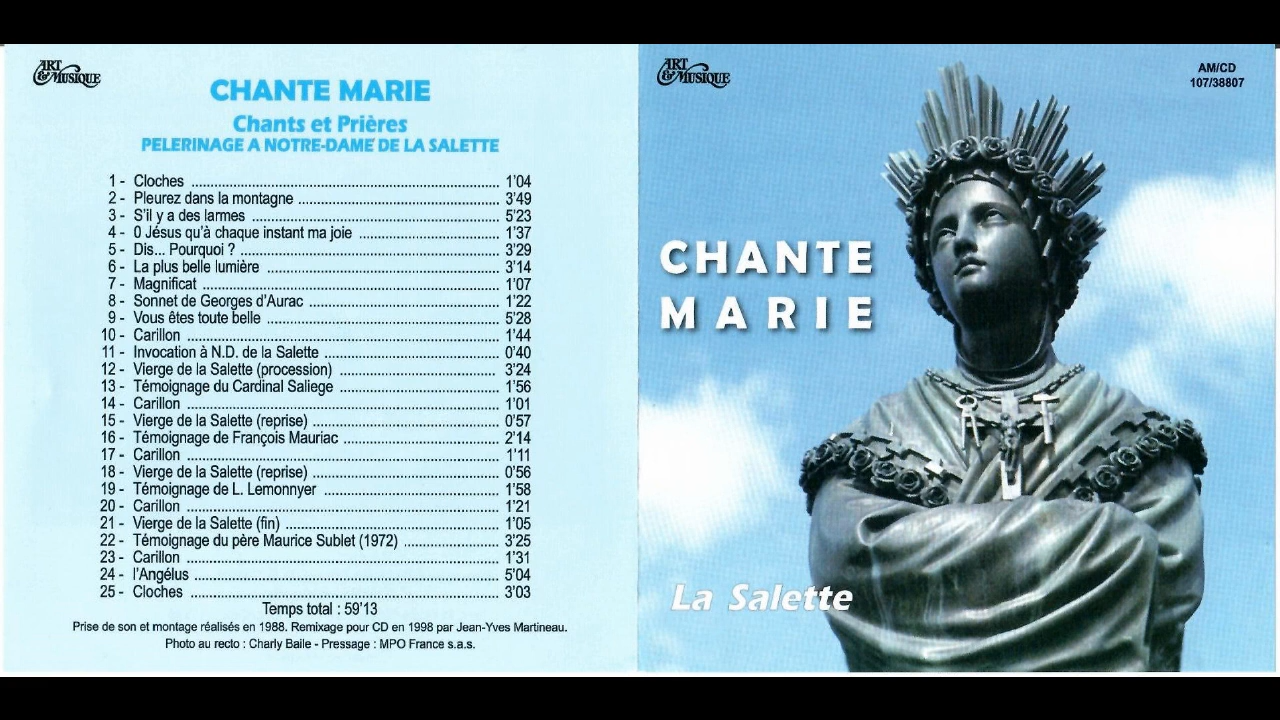 ART
& MUSIQUE
CHANTE MARIE
Chants et Prières
PELERINAGE A NOTRE-DAME DE LA SALETTE
1 - Cloches ........ 1'04
2 - Pleurez dans la montagne ........ 3'49
3 - S'il y a des larmes ........ 5'23
4 - 0 Jésus qu'à chaque instant ma joie ........ 1'37
5 - Dis... Pourquoi ? ........ 3'29
6 - La plus belle lumière ........ 3'14
7 - Magnificat ........ 1'07
8 - Sonnet de Georges d'Aurac ........ 1'22
9 - Vous êtes toute belle ........ 5'28
10 - Carillon ........ 1'44
11 - Invocation à N.D. de la Salette ........ 0'40
12 - Vierge de la Salette (procession) ........ 3'24
13 - Témoignage du Cardinal Saliege ........ 1'56
14 - Carillon ........ 1'01
15 - Vierge de la Salette (reprise) ........ 0'57
16 - Témoignage de François Mauriac ........ 2'14
17 - Carillon ........ 1'11
18 - Vierge de la Salette (reprise) ........ 0'56
19 - Témoignage de L. Lemonnyer ........ 1'58
20 - Carillon ........ 1'21
21 - Vierge de la Salette (fin) ........ 1'05
22 - Témoignage du père Maurice Sublet (1972) ........ 3'25
23 - Carillon ........ 1'31
24 - l'Angélus ........ 5'04
25 - Cloches ........ 3'03
Temps total : 59'13
Prise de son et montage réalisés en 1988. Remixage pour CD en 1998 par Jean-Yves Martineau.
Photo au recto : Charly Baile - Pressage : MPO France s.a.s.
ART
& MUSIQUE
AM/CD
107/38807
CHANTE
MARIE
La Salette